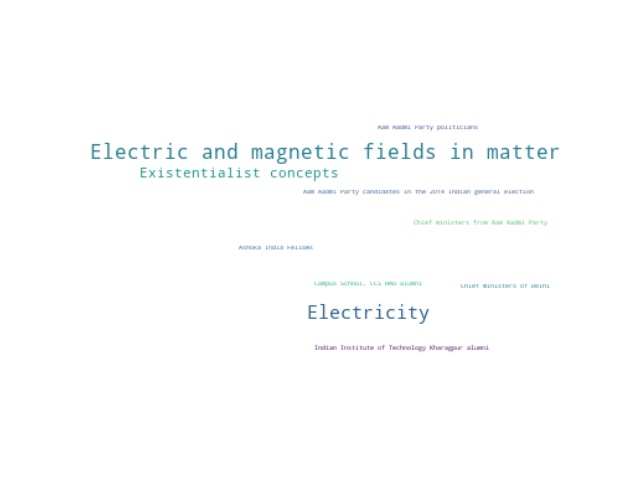 Aam Aadmi Party politicians
Electric and magnetic fields in matter
Existentialist concepts
Aam Aadmi Party candidates in the 2014 Indian general election
Chief ministers from Aam Aadmi Party
Ashoka India Fellows
Campus School, CCS HAU alumni
Chief Ministers of Delhi
Electricity
Indian Institute of Technology Kharagpur alumni